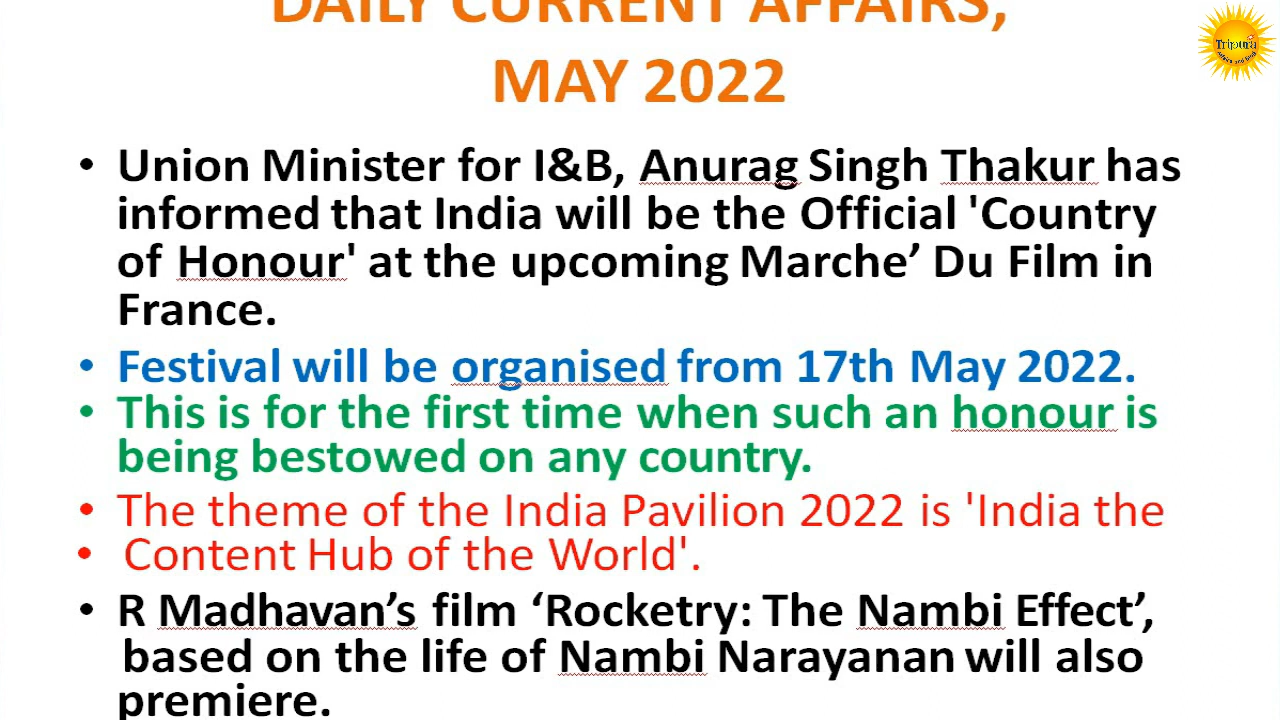 DAILY CURRENT AFFAIRS,
MAY 2022
Tripura
• Union Minister for I&B, Anurag Singh Thakur has
informed that India will be the Official 'Country
of Honour' at the upcoming Marche’ Du Film in
France.
• Festival will be organised from 17th May 2022.
• This is for the first time when such an honour is
being bestowed on any country.
• The theme of the India Pavilion 2022 is 'India the
• Content Hub of the World'.
• R Madhavan’s film ‘Rocketry: The Nambi Effect’,
based on the life of Nambi Narayanan will also
premiere.